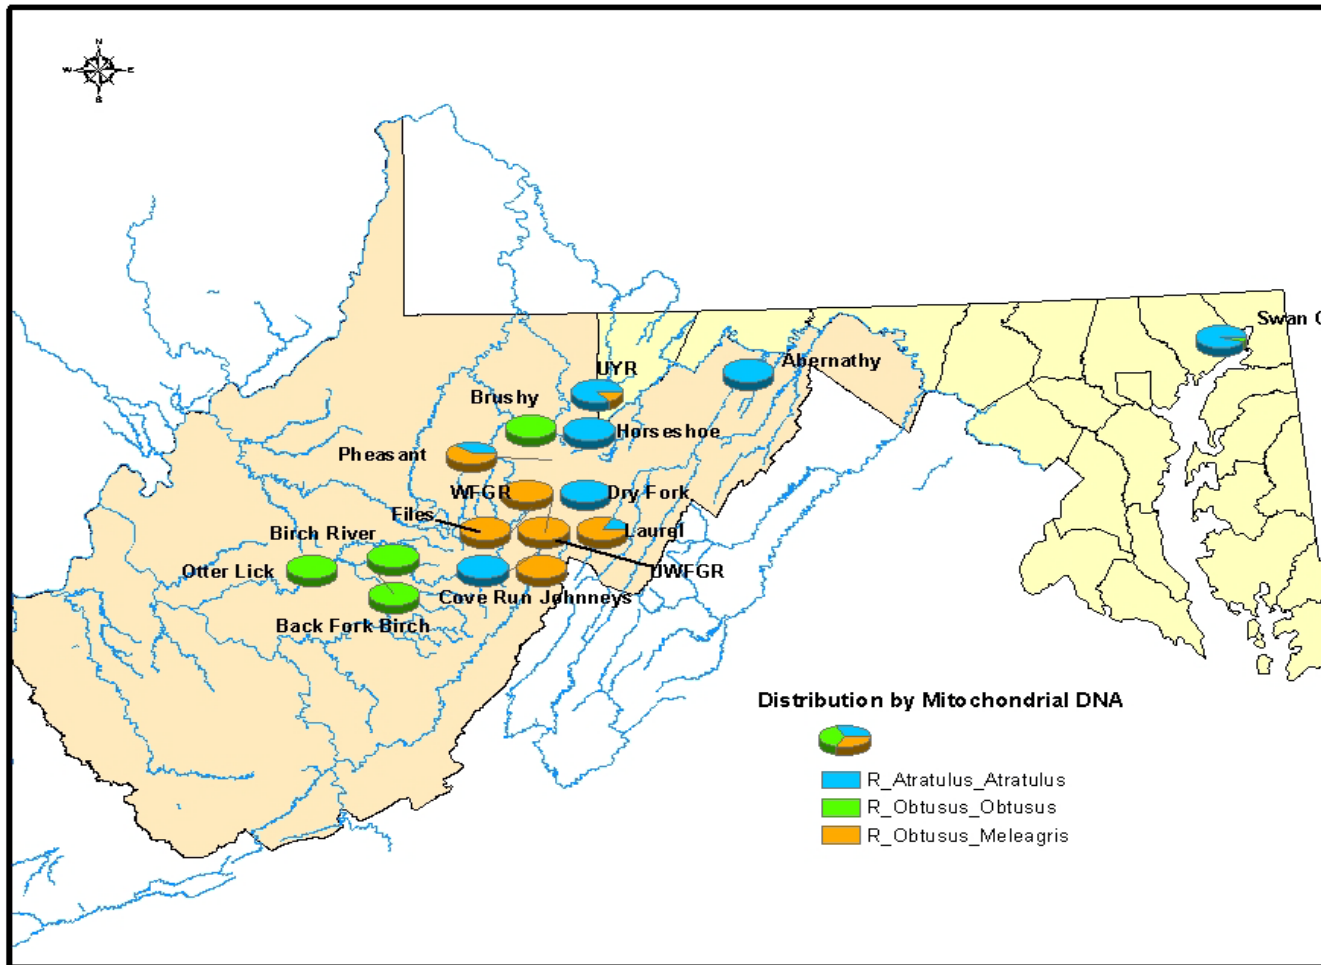 N
W E
S
Swan C
UYR
Abernathy
Brushy
Horseshoe
Pheasant
WFGR
Dry Fork
Files
Laurel
Birch River
Otter Lick
UWFGR
Cove Run Johnneys
Back Fork Birch
Distribution by Mitochondrial DNA
R_Atratulus_Atratulus
R_Obtusus_Obtusus
R_Obtusus_Meleagris